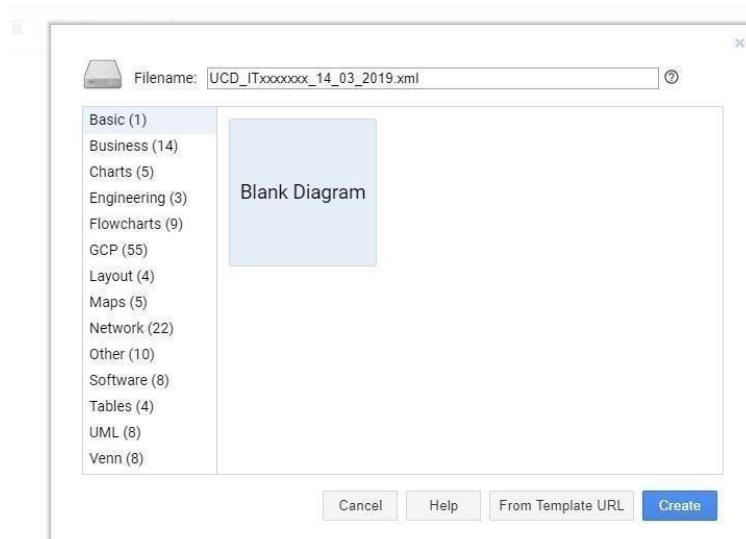 Filename: UCD_ITxxxxxxx_14_03_2019.xml
Basic (1)
Business (14)
Charts (5)
Engineering (3)
Flowcharts (9)
GCP (55)
Layout (4)
Maps (5)
Network (22)
Other (10)
Software (8)
Tables (4)
UML (8)
Venn (8)
Blank Diagram
Cancel Help From Template URL Create